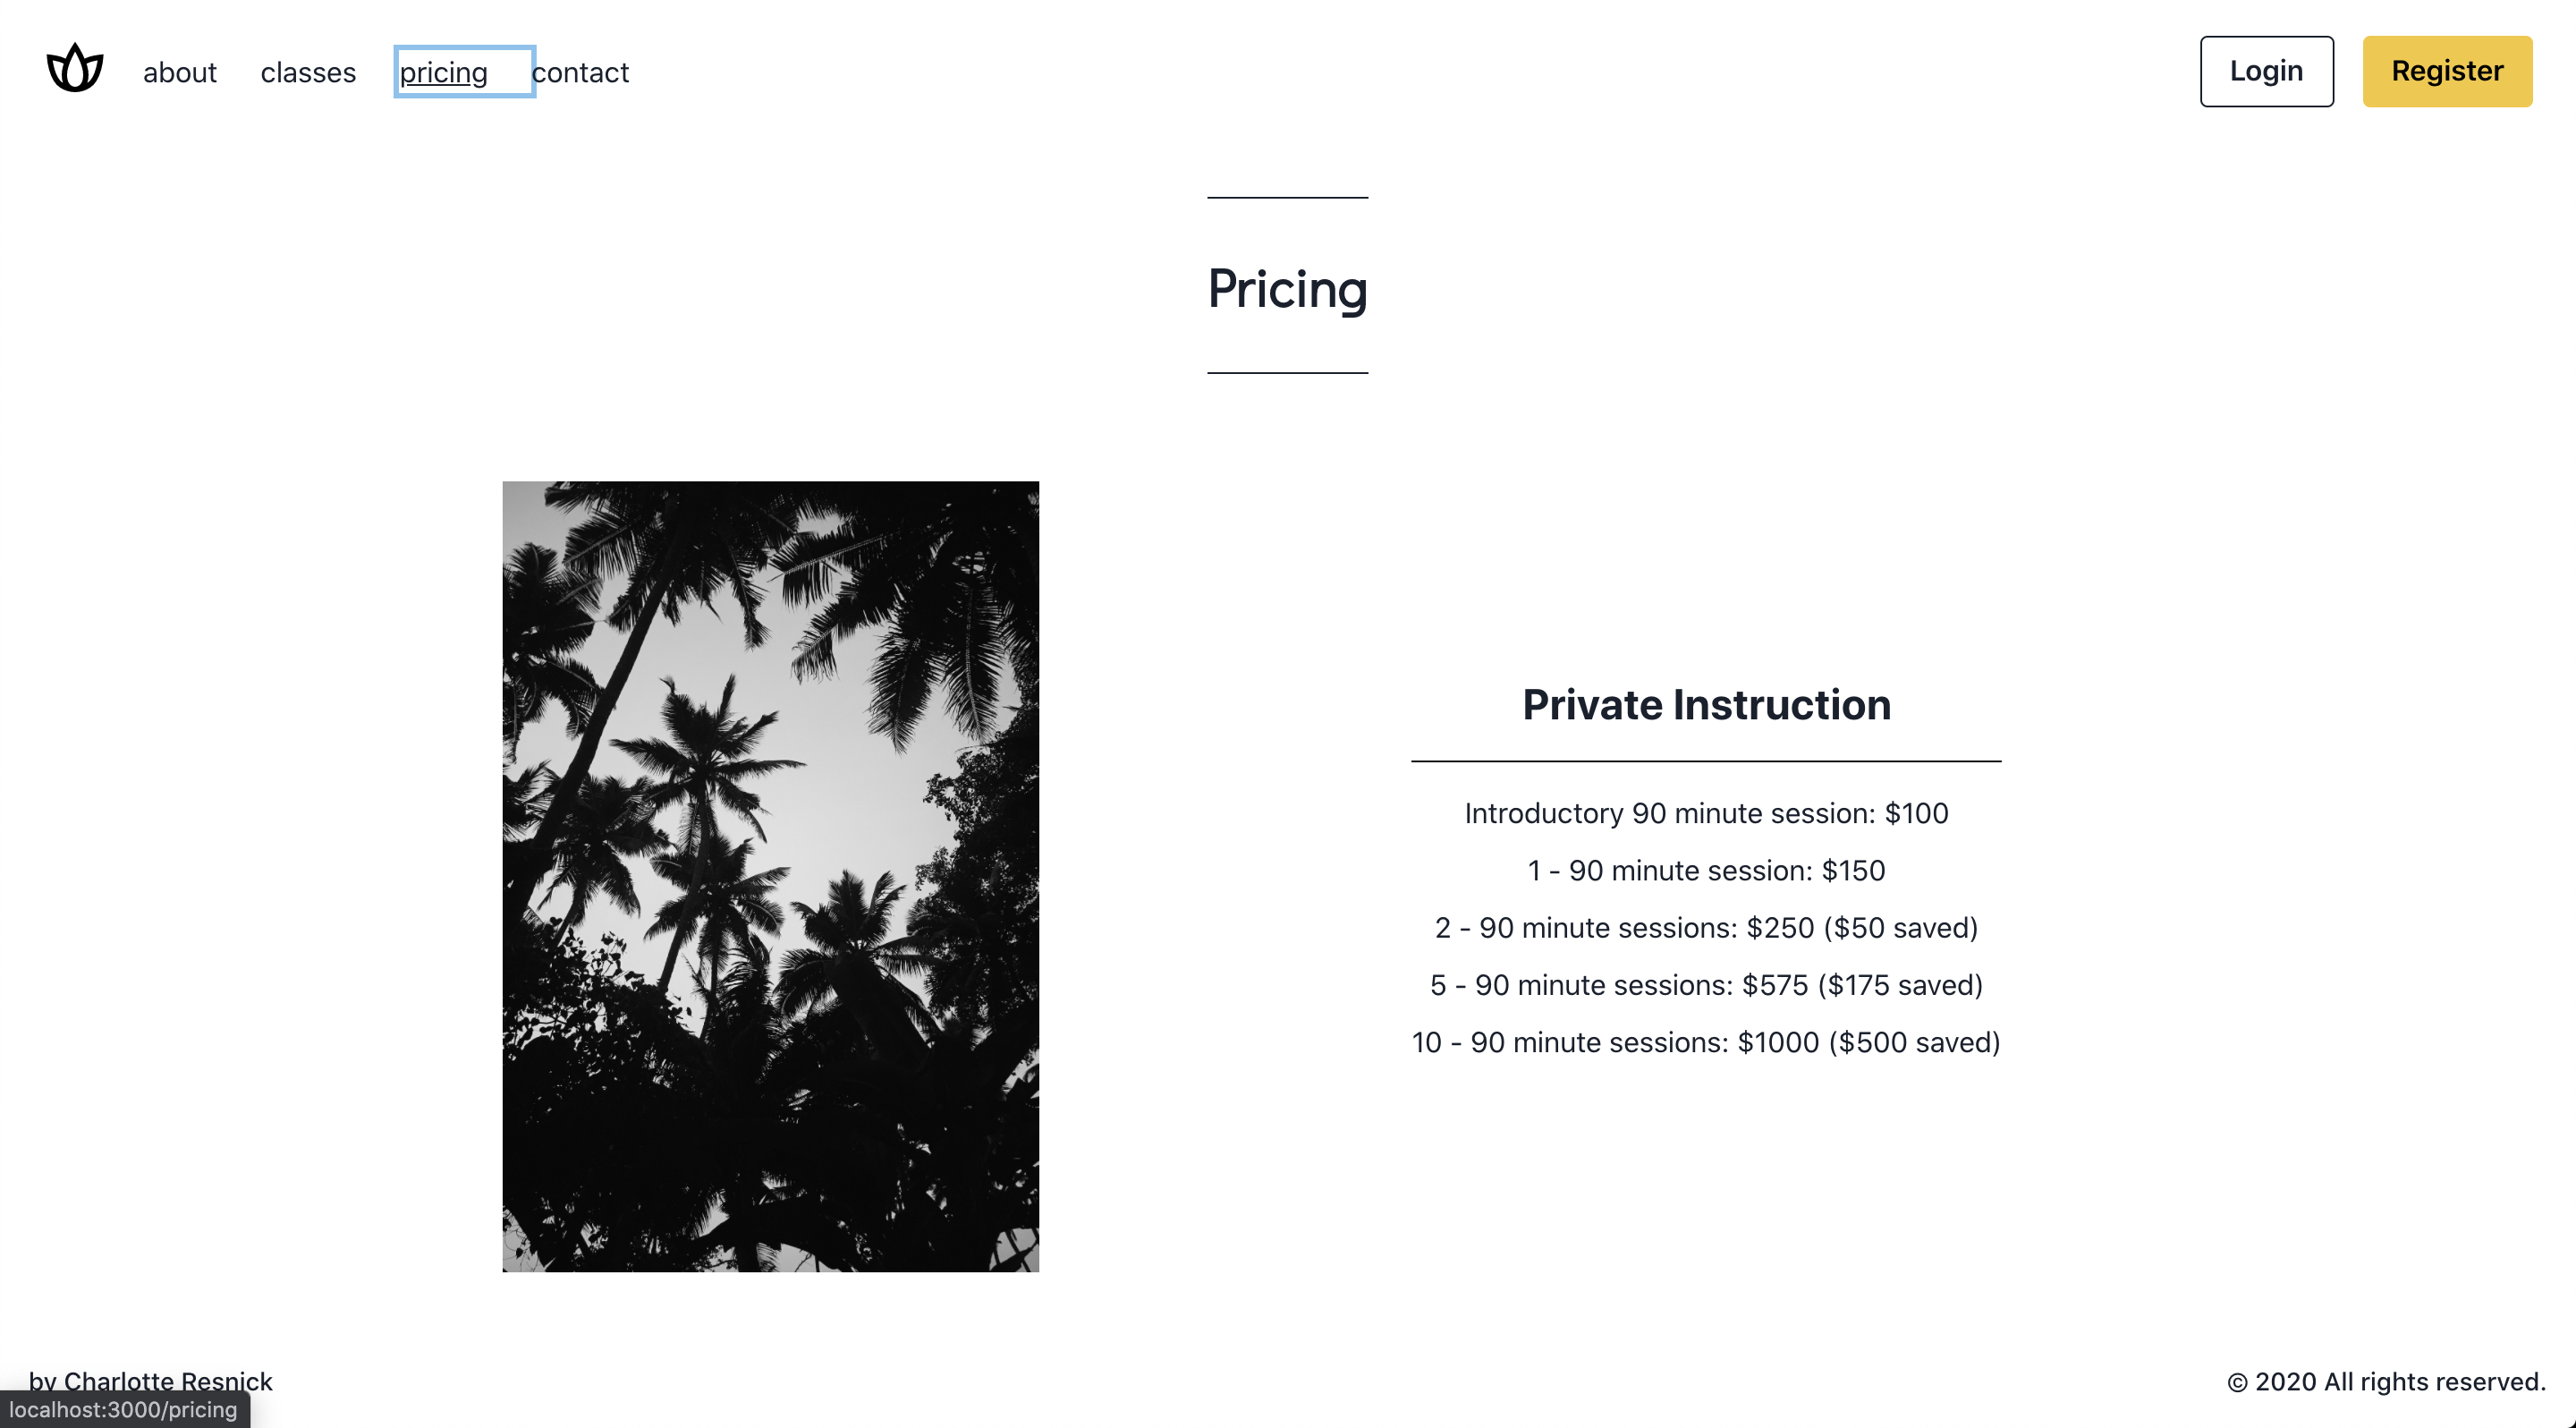 about classes pricing contact Login Register
Pricing
Private Instruction
Introductory 90 minute session: $100
1 - 90 minute session: $150
2 - 90 minute sessions: $250 ($50 saved)
5 - 90 minute sessions: $575 ($175 saved)
10 - 90 minute sessions: $1000 ($500 saved)
by Charlotte Resnick © 2020 All rights reserved.
localhost:3000/pricing